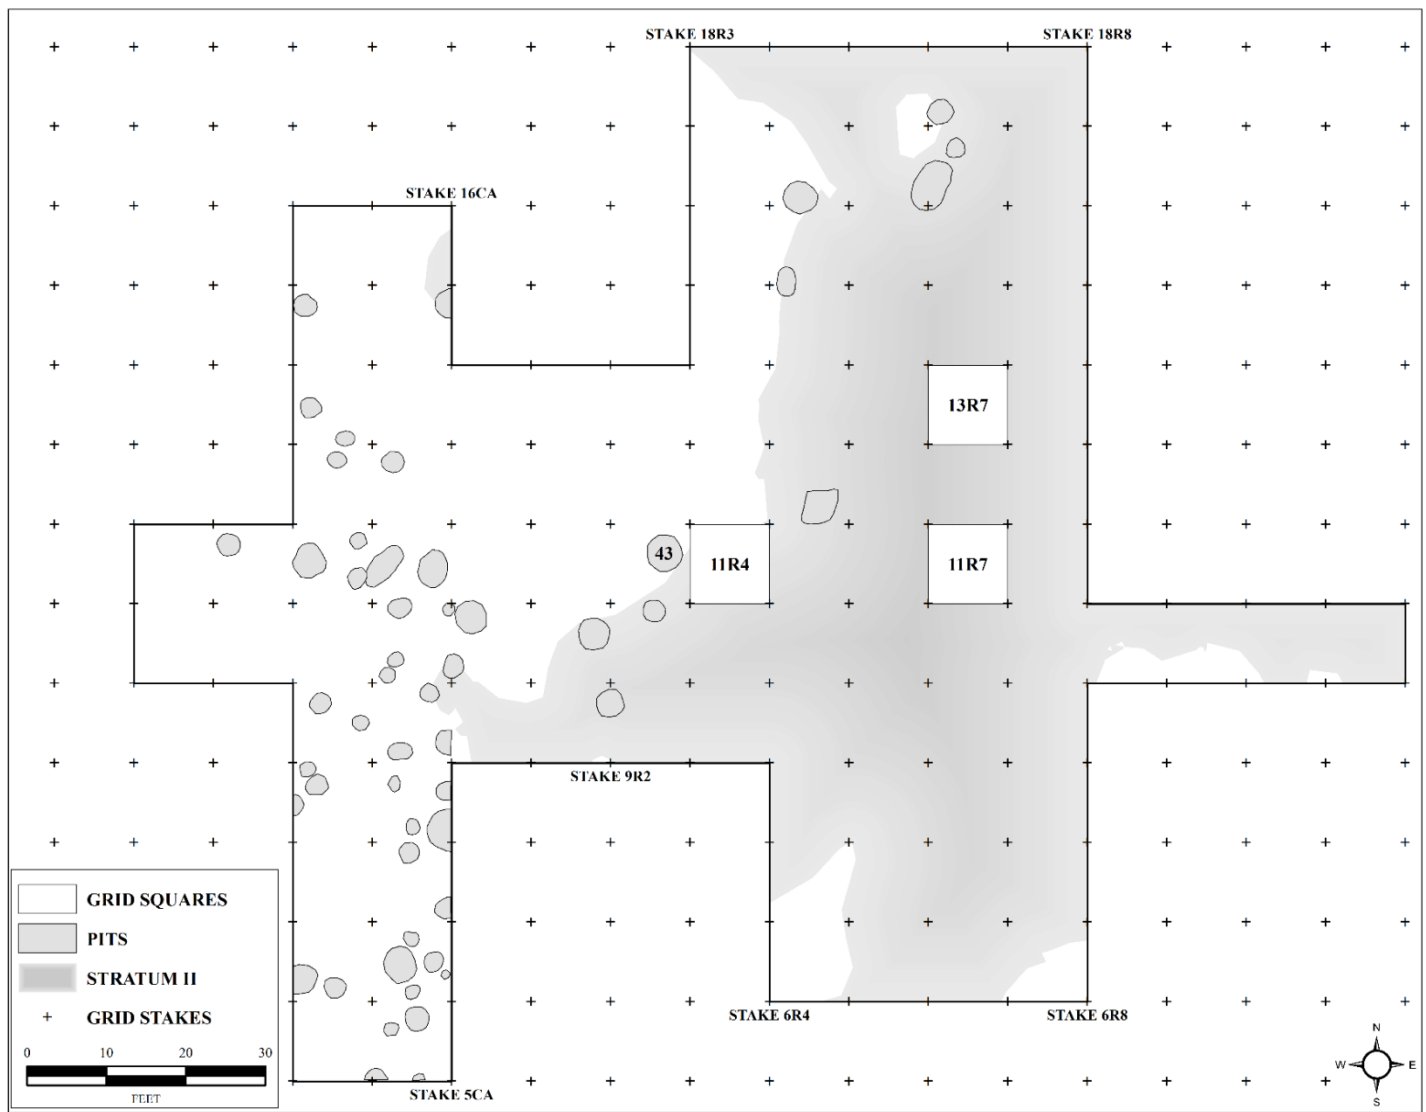 STAKE 18R3
STAKE 18R8
STAKE 16CA
13R7
43
11R4
11R7
STAKE 9R2
STAKE 6R4
STAKE 6R8
STAKE 5CA
GRID SQUARES
PITS
STRATUM II
GRID STAKES
0 10 20 30
FEET
N
W E
S